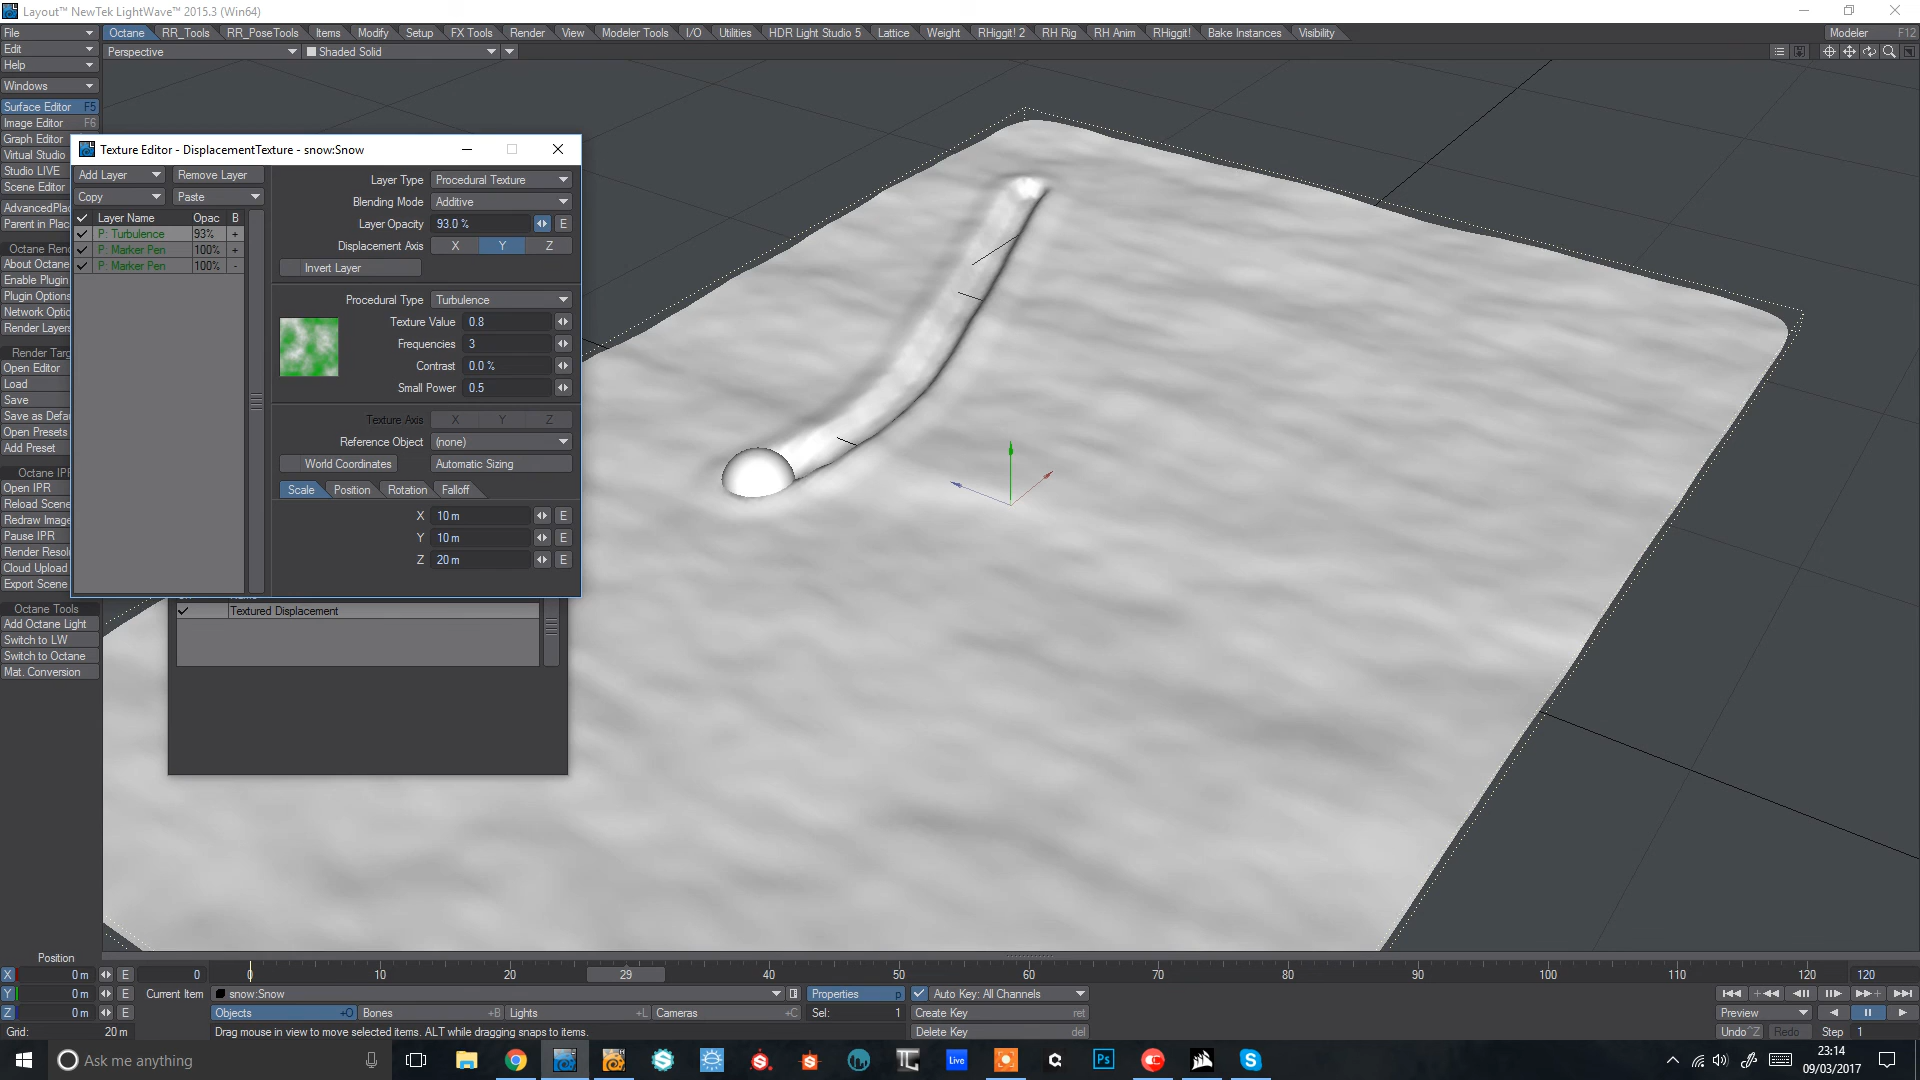 Layout™ NewTek LightWave™ 2015.3 (Win64)
File Octane RR_Tools RR_PoseTools Items Modify Setup FX Tools Render View Modeler Tools I/O Utilities HDR Light Studio 5 Lattice Weight RHiggit! 2 RH Rig RH Anim RHiggit! Bake Instances Visibility Modeler F12
Edit Perspective Shaded Solid
Help
Windows
Surface Editor F5
Image Editor F6
Graph Editor
Virtual Studio
Studio LIVE
Scene Editor
AdvancedPlac
Parent in Place
Octane Rend
About Octane
Enable Plugin
Plugin Options
Network Optio
Render Layers
Render Targ
Open Editor
Load
Save
Save as Defau
Open Presets
Add Preset
Octane IPR
Open IPR
Reload Scene
Redraw Image
Pause IPR
Render Resolu
Cloud Upload
Export Scene
Octane Tools
Add Octane Light
Switch to LW
Switch to Octane
Mat. Conversion
Texture Editor - DisplacementTexture - snow:Snow
Add Layer Remove Layer
Copy Paste
Layer Name Opac B
P: Turbulence 93% +
P: Marker Pen 100% +
P: Marker Pen 100% -
Layer Type Procedural Texture
Blending Mode Additive
Layer Opacity 93.0 % E
Displacement Axis X Y Z
Invert Layer
Procedural Type Turbulence
Texture Value 0.8
Frequencies 3
Contrast 0.0 %
Small Power 0.5
Texture Axis X Y Z
Reference Object (none)
World Coordinates Automatic Sizing
Scale Position Rotation Falloff
X 10 m E
Y 10 m E
Z 20 m E
Textured Displacement
Position
X 0 m E 0 0 10 20 29 40 50 60 70 80 90 100 110 120 120
Y 0 m E Current Item snow:Snow Properties p Auto Key: All Channels
Z 0 m E Objects +O Bones +B Lights +L Cameras +C Sel: 1 Create Key ret Preview
Grid: 20 m Drag mouse in view to move selected items. ALT while dragging snaps to items. Delete Key del Undo ^Z Redo Step 1
Ask me anything
Live
Ps
23:14
09/03/2017